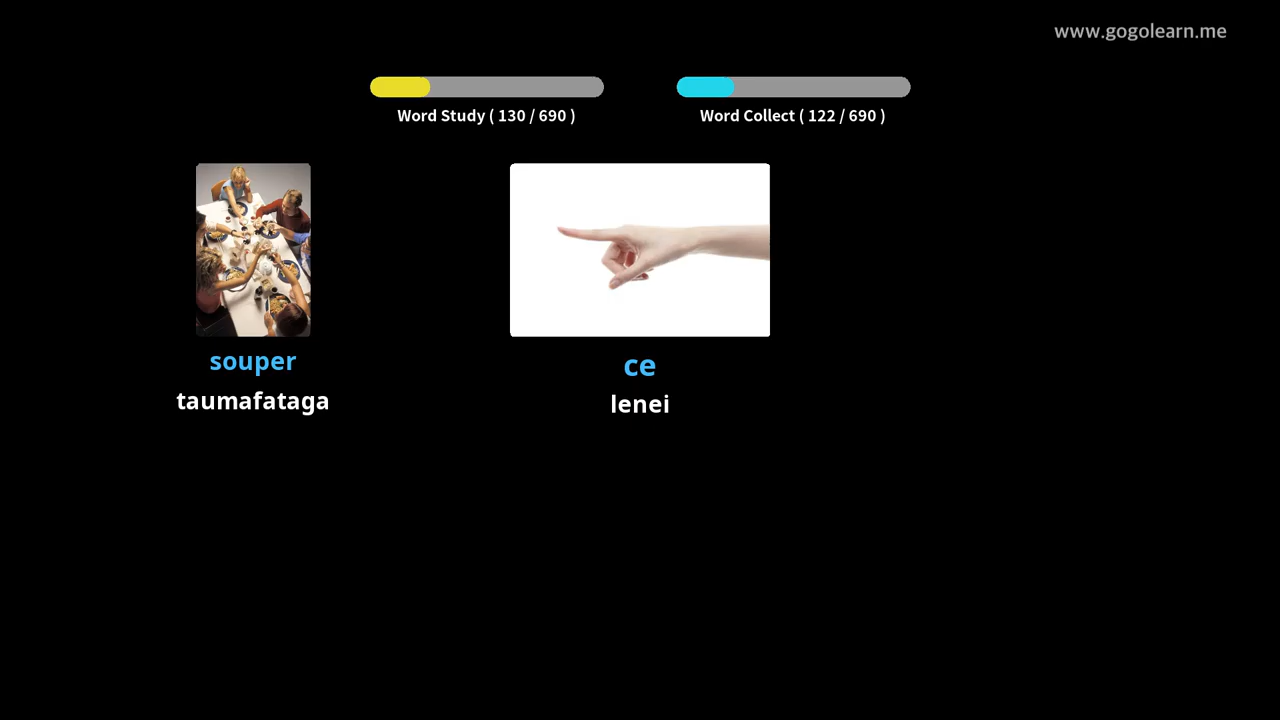 www.gogolearn.me
Word Study ( 130 / 690 )
Word Collect ( 122 / 690 )
souper
taumafataga
ce
lenei